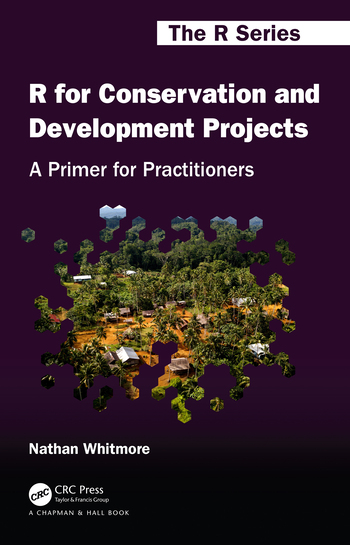 The R Series
R for Conservation and
Development Projects
A Primer for Practitioners
Nathan Whitmore
CRC
CRC Press
Taylor & Francis Group
A CHAPMAN & HALL BOOK